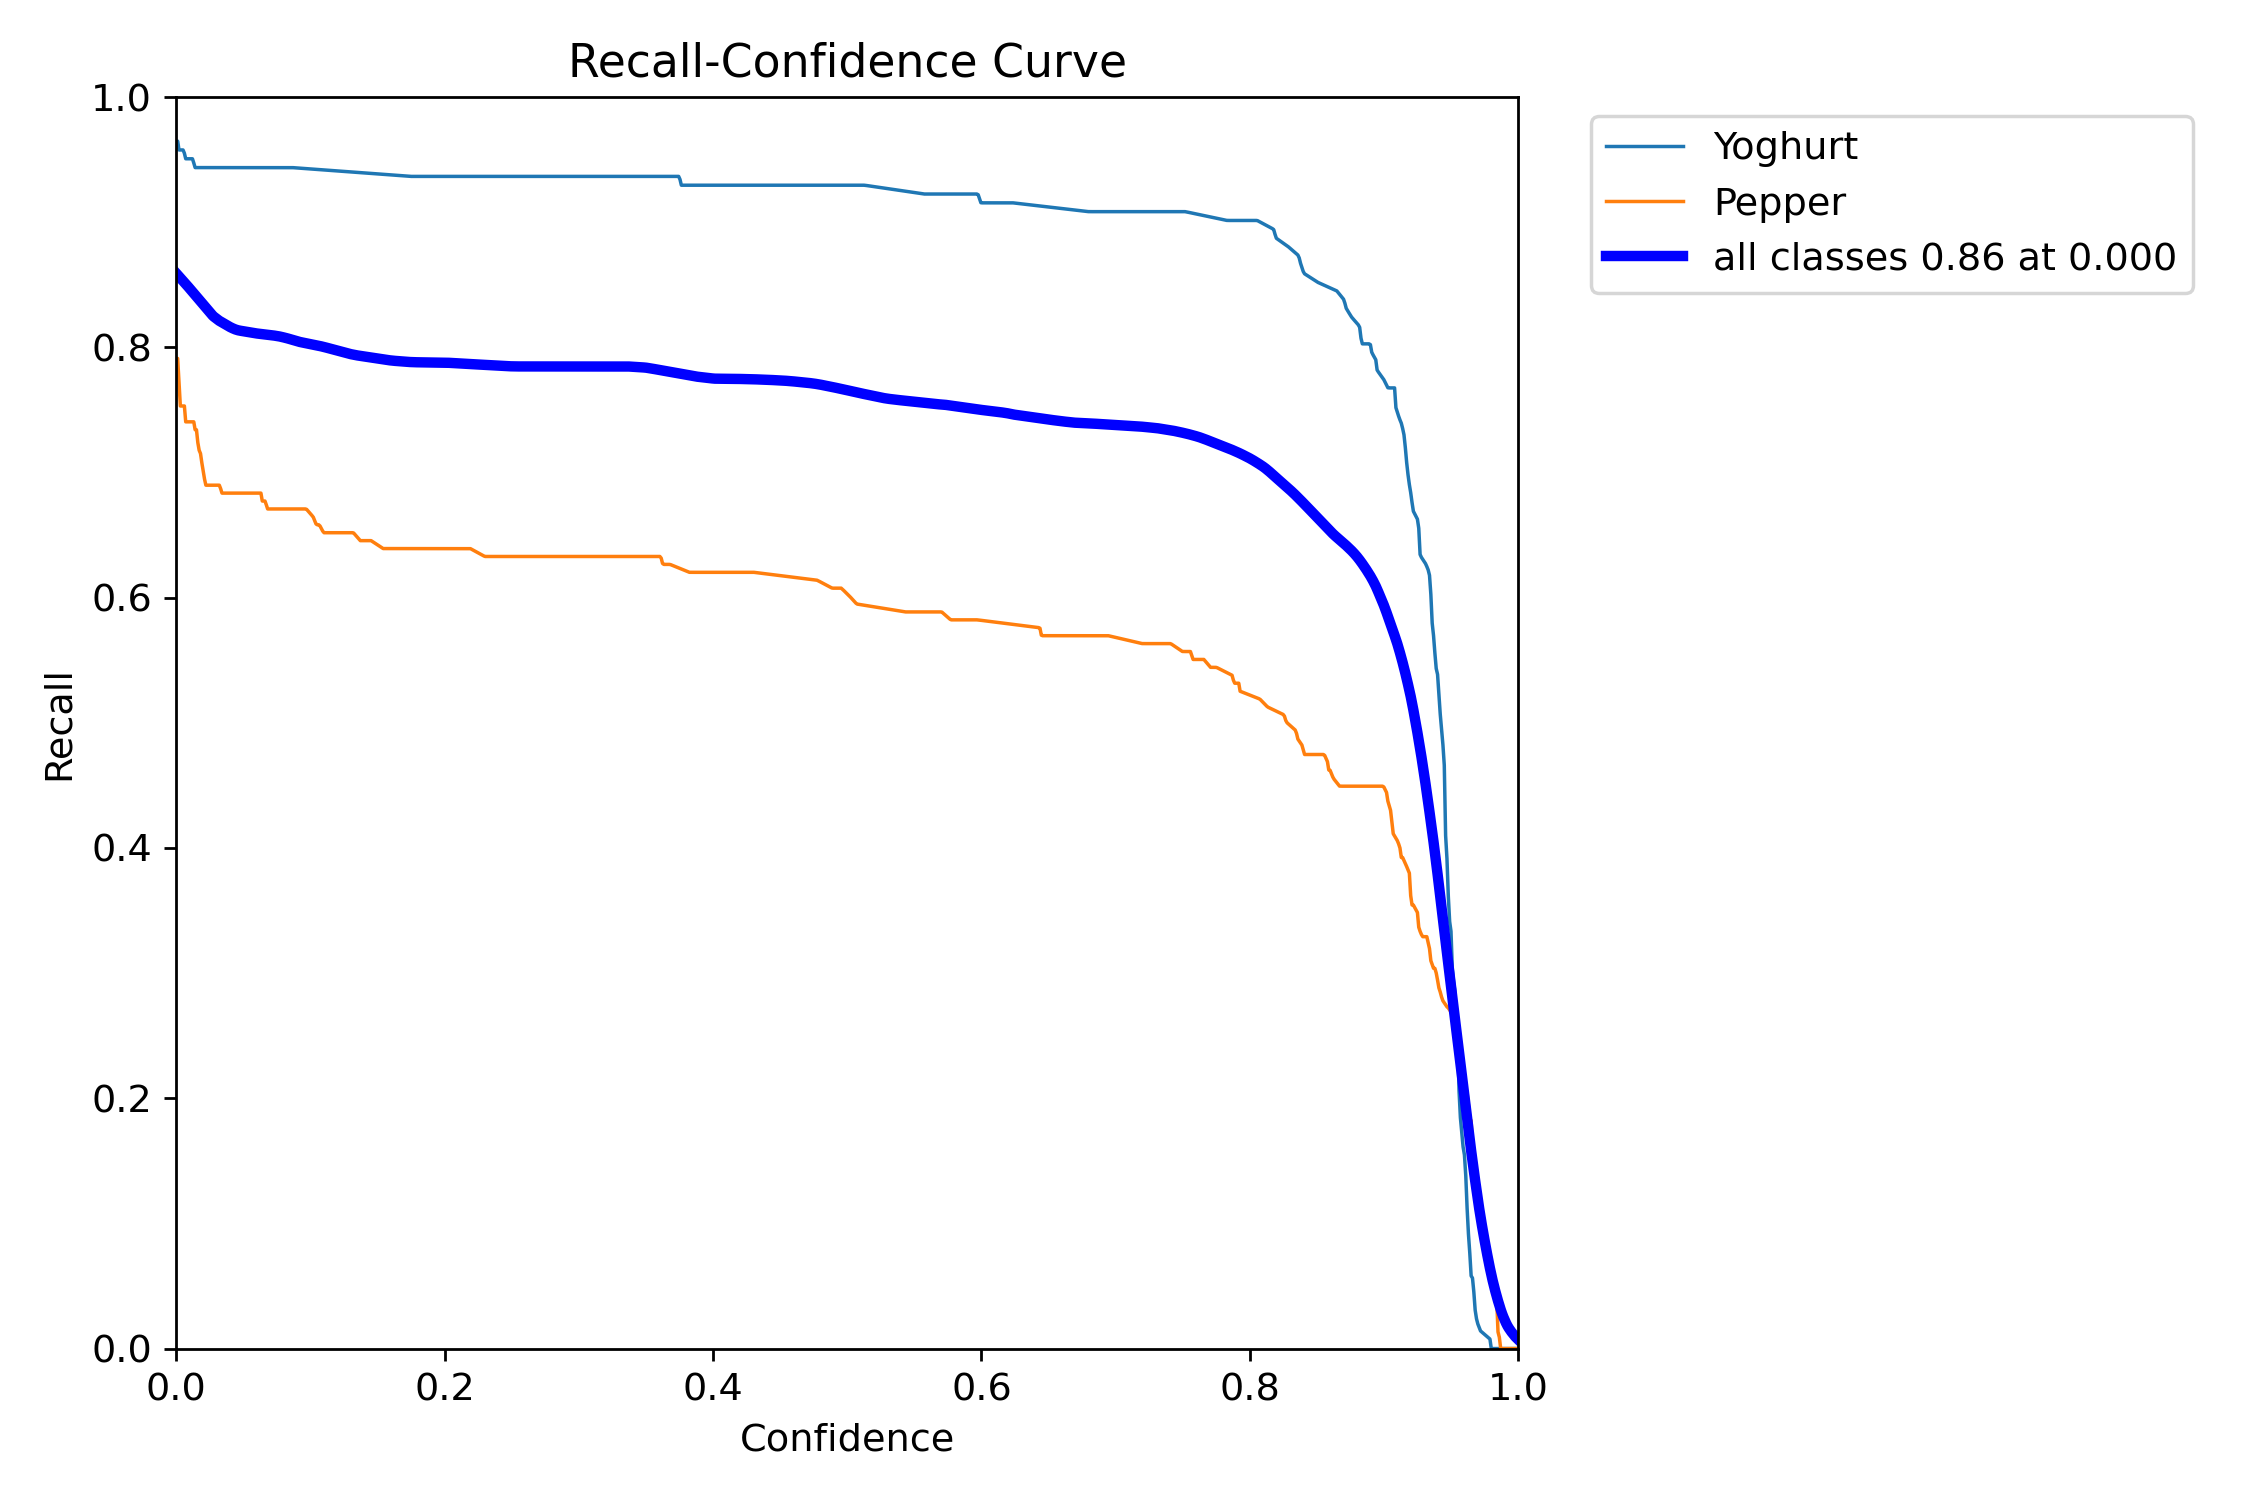 Recall-Confidence Curve
1.0
0.8
0.6
0.4
0.2
0.0
Recall
0.0 0.2 0.4 0.6 0.8 1.0
Confidence
Yoghurt
Pepper
all classes 0.86 at 0.000